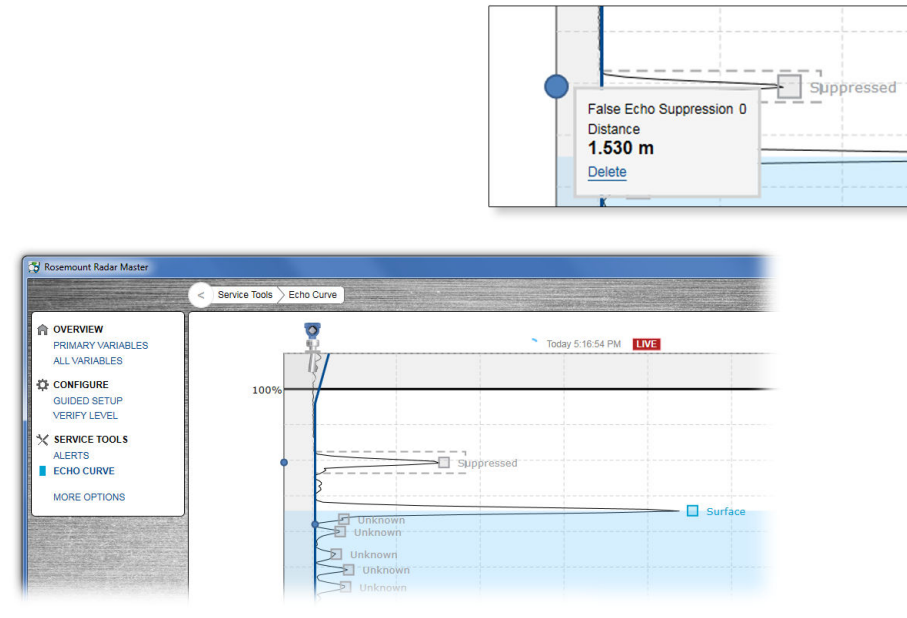 Suppressed
False Echo Suppression 0
Distance
1.530 m
Delete
Rosemount Radar Master
< Service Tools Echo Curve
OVERVIEW
PRIMARY VARIABLES
ALL VARIABLES
CONFIGURE
GUIDED SETUP
VERIFY LEVEL
SERVICE TOOLS
ALERTS
ECHO CURVE
MORE OPTIONS
Today 5:16:54 PM LIVE
100%
Suppressed
Surface
Unknown
Unknown
Unknown
Unknown
Unknown